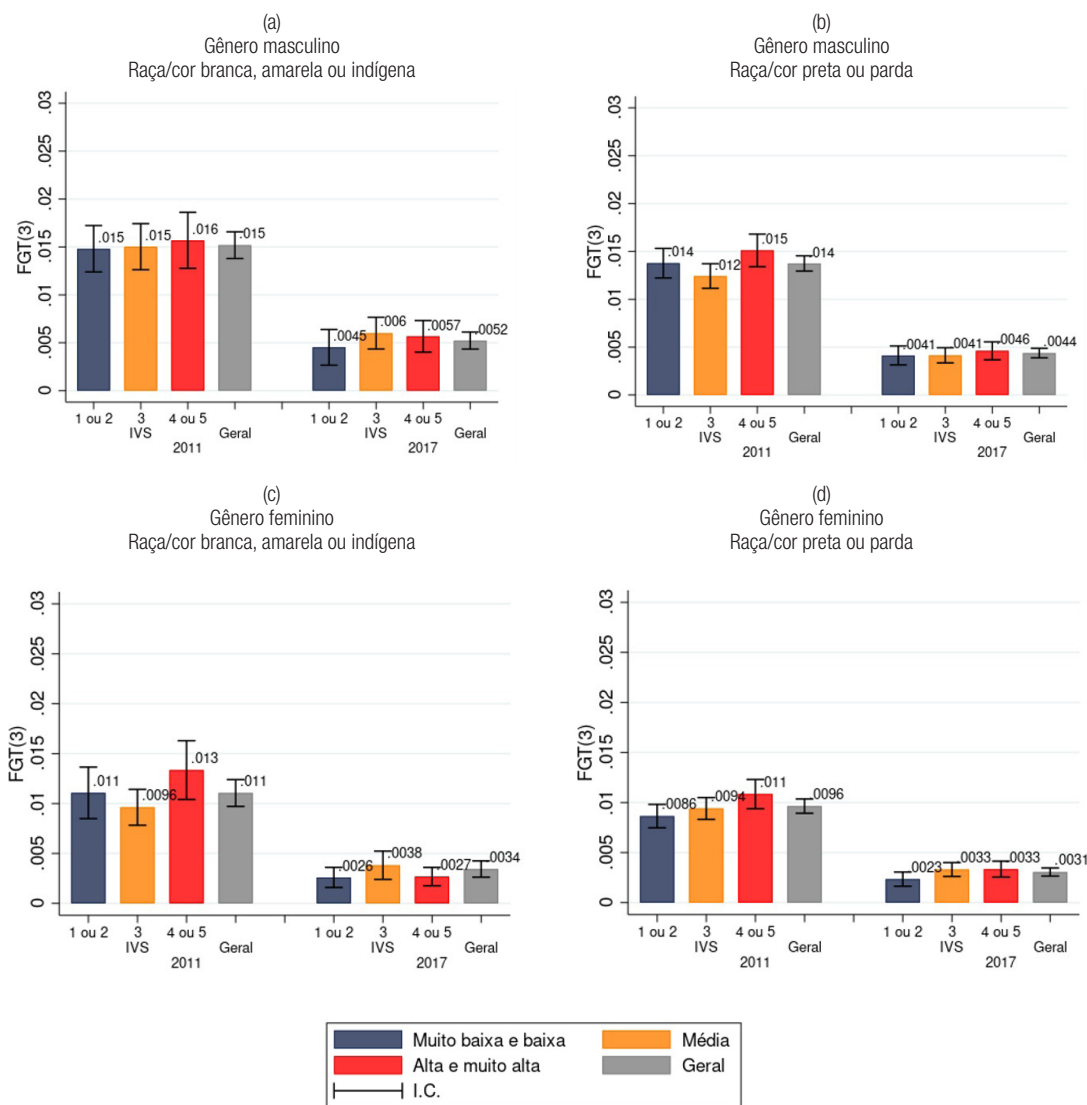 (a)
Gênero masculino
Raça/cor branca, amarela ou indígena
FGT(3)
.03
.025
.02
.015
.01
.005
0
.015
.015
.016
.015
.0045
.006
.0057
.0052
1 ou 2
3
4 ou 5
Geral
IVS
2011
1 ou 2
3
4 ou 5
Geral
IVS
2017
(b)
Gênero masculino
Raça/cor preta ou parda
FGT(3)
.03
.025
.02
.015
.01
.005
0
.014
.012
.015
.014
.0041
.0041
.0046
.0044
1 ou 2
3
4 ou 5
Geral
IVS
2011
1 ou 2
3
4 ou 5
Geral
IVS
2017
(c)
Gênero feminino
Raça/cor branca, amarela ou indígena
FGT(3)
.03
.025
.02
.015
.01
.005
0
.011
.0096
.013
.011
.0026
.0038
.0027
.0034
1 ou 2
3
4 ou 5
Geral
IVS
2011
1 ou 2
3
4 ou 5
Geral
IVS
2017
(d)
Gênero feminino
Raça/cor preta ou parda
FGT(3)
.03
.025
.02
.015
.01
.005
0
.0086
.0094
.011
.0096
.0023
.0033
.0033
.0031
1 ou 2
3
4 ou 5
Geral
IVS
2011
1 ou 2
3
4 ou 5
Geral
IVS
2017
Muito baixa e baixa
Média
Alta e muito alta
Geral
I.C.